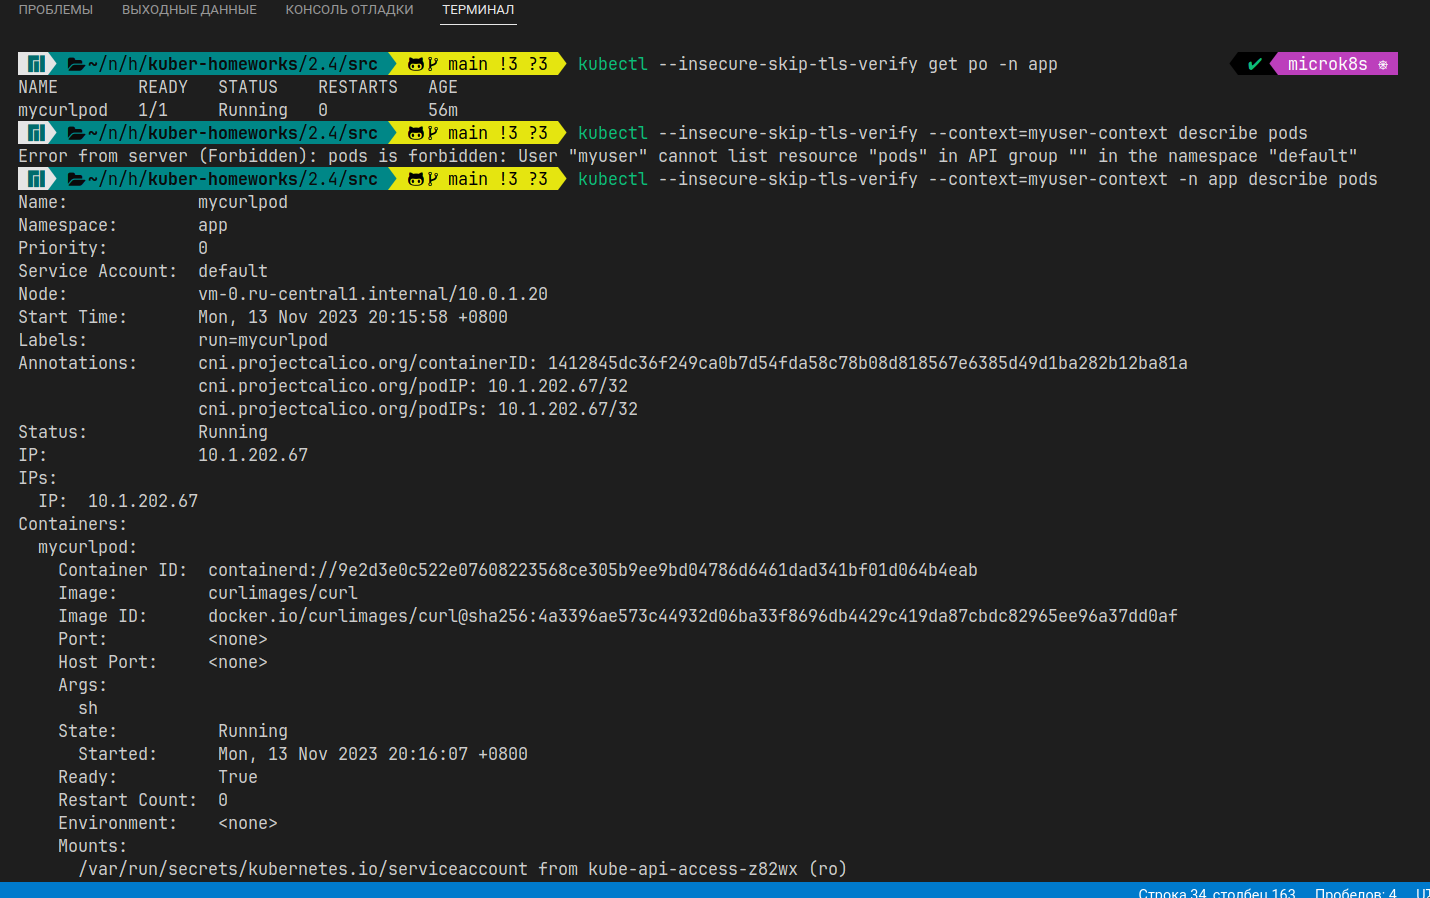 ПРОБЛЕМЫ ВЫХОДНЫЕ ДАННЫЕ КОНСОЛЬ ОТЛАДКИ ТЕРМИНАЛ
~/n/h/kuber-homeworks/2.4/src main !3 ?3 kubectl --insecure-skip-tls-verify get po -n app ✔ microk8s ⎈
NAME READY STATUS RESTARTS AGE
mycurlpod 1/1 Running 0 56m
~/n/h/kuber-homeworks/2.4/src main !3 ?3 kubectl --insecure-skip-tls-verify --context=myuser-context describe pods
Error from server (Forbidden): pods is forbidden: User "myuser" cannot list resource "pods" in API group "" in the namespace "default"
~/n/h/kuber-homeworks/2.4/src main !3 ?3 kubectl --insecure-skip-tls-verify --context=myuser-context -n app describe pods
Name: mycurlpod
Namespace: app
Priority: 0
Service Account: default
Node: vm-0.ru-central1.internal/10.0.1.20
Start Time: Mon, 13 Nov 2023 20:15:58 +0800
Labels: run=mycurlpod
Annotations: cni.projectcalico.org/containerID: 1412845dc36f249ca0b7d54fda58c78b08d818567e6385d49d1ba282b12ba81a
cni.projectcalico.org/podIP: 10.1.202.67/32
cni.projectcalico.org/podIPs: 10.1.202.67/32
Status: Running
IP: 10.1.202.67
IPs:
IP: 10.1.202.67
Containers:
mycurlpod:
Container ID: containerd://9e2d3e0c522e07608223568ce305b9ee9bd04786d6461dad341bf01d064b4eab
Image: curlimages/curl
Image ID: docker.io/curlimages/curl@sha256:4a3396ae573c44932d06ba33f8696db4429c419da87cbdc82965ee96a37dd0af
Port: <none>
Host Port: <none>
Args:
sh
State: Running
Started: Mon, 13 Nov 2023 20:16:07 +0800
Ready: True
Restart Count: 0
Environment: <none>
Mounts:
/var/run/secrets/kubernetes.io/serviceaccount from kube-api-access-z82wx (ro)
Строка 34, столбец 163 Пробелов: 4